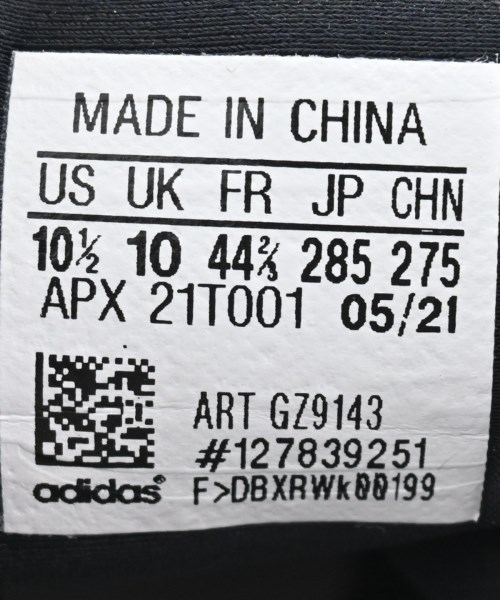 MADE IN CHINA
US UK FR JP CHN
10½ 10 44⅔ 285 275
APX 21T001 05/21
ART GZ9143
#127839251
adidas® F>DBXRWk00199